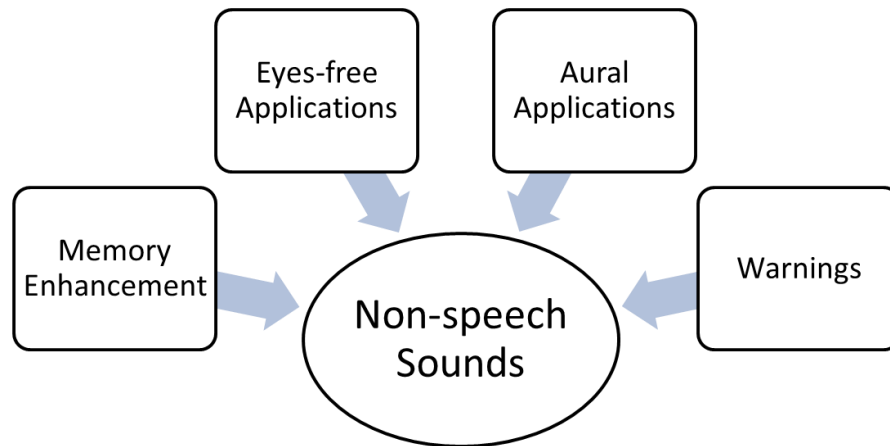 Eyes-free
Applications
Aural
Applications
Memory
Enhancement
Warnings
Non-speech
Sounds